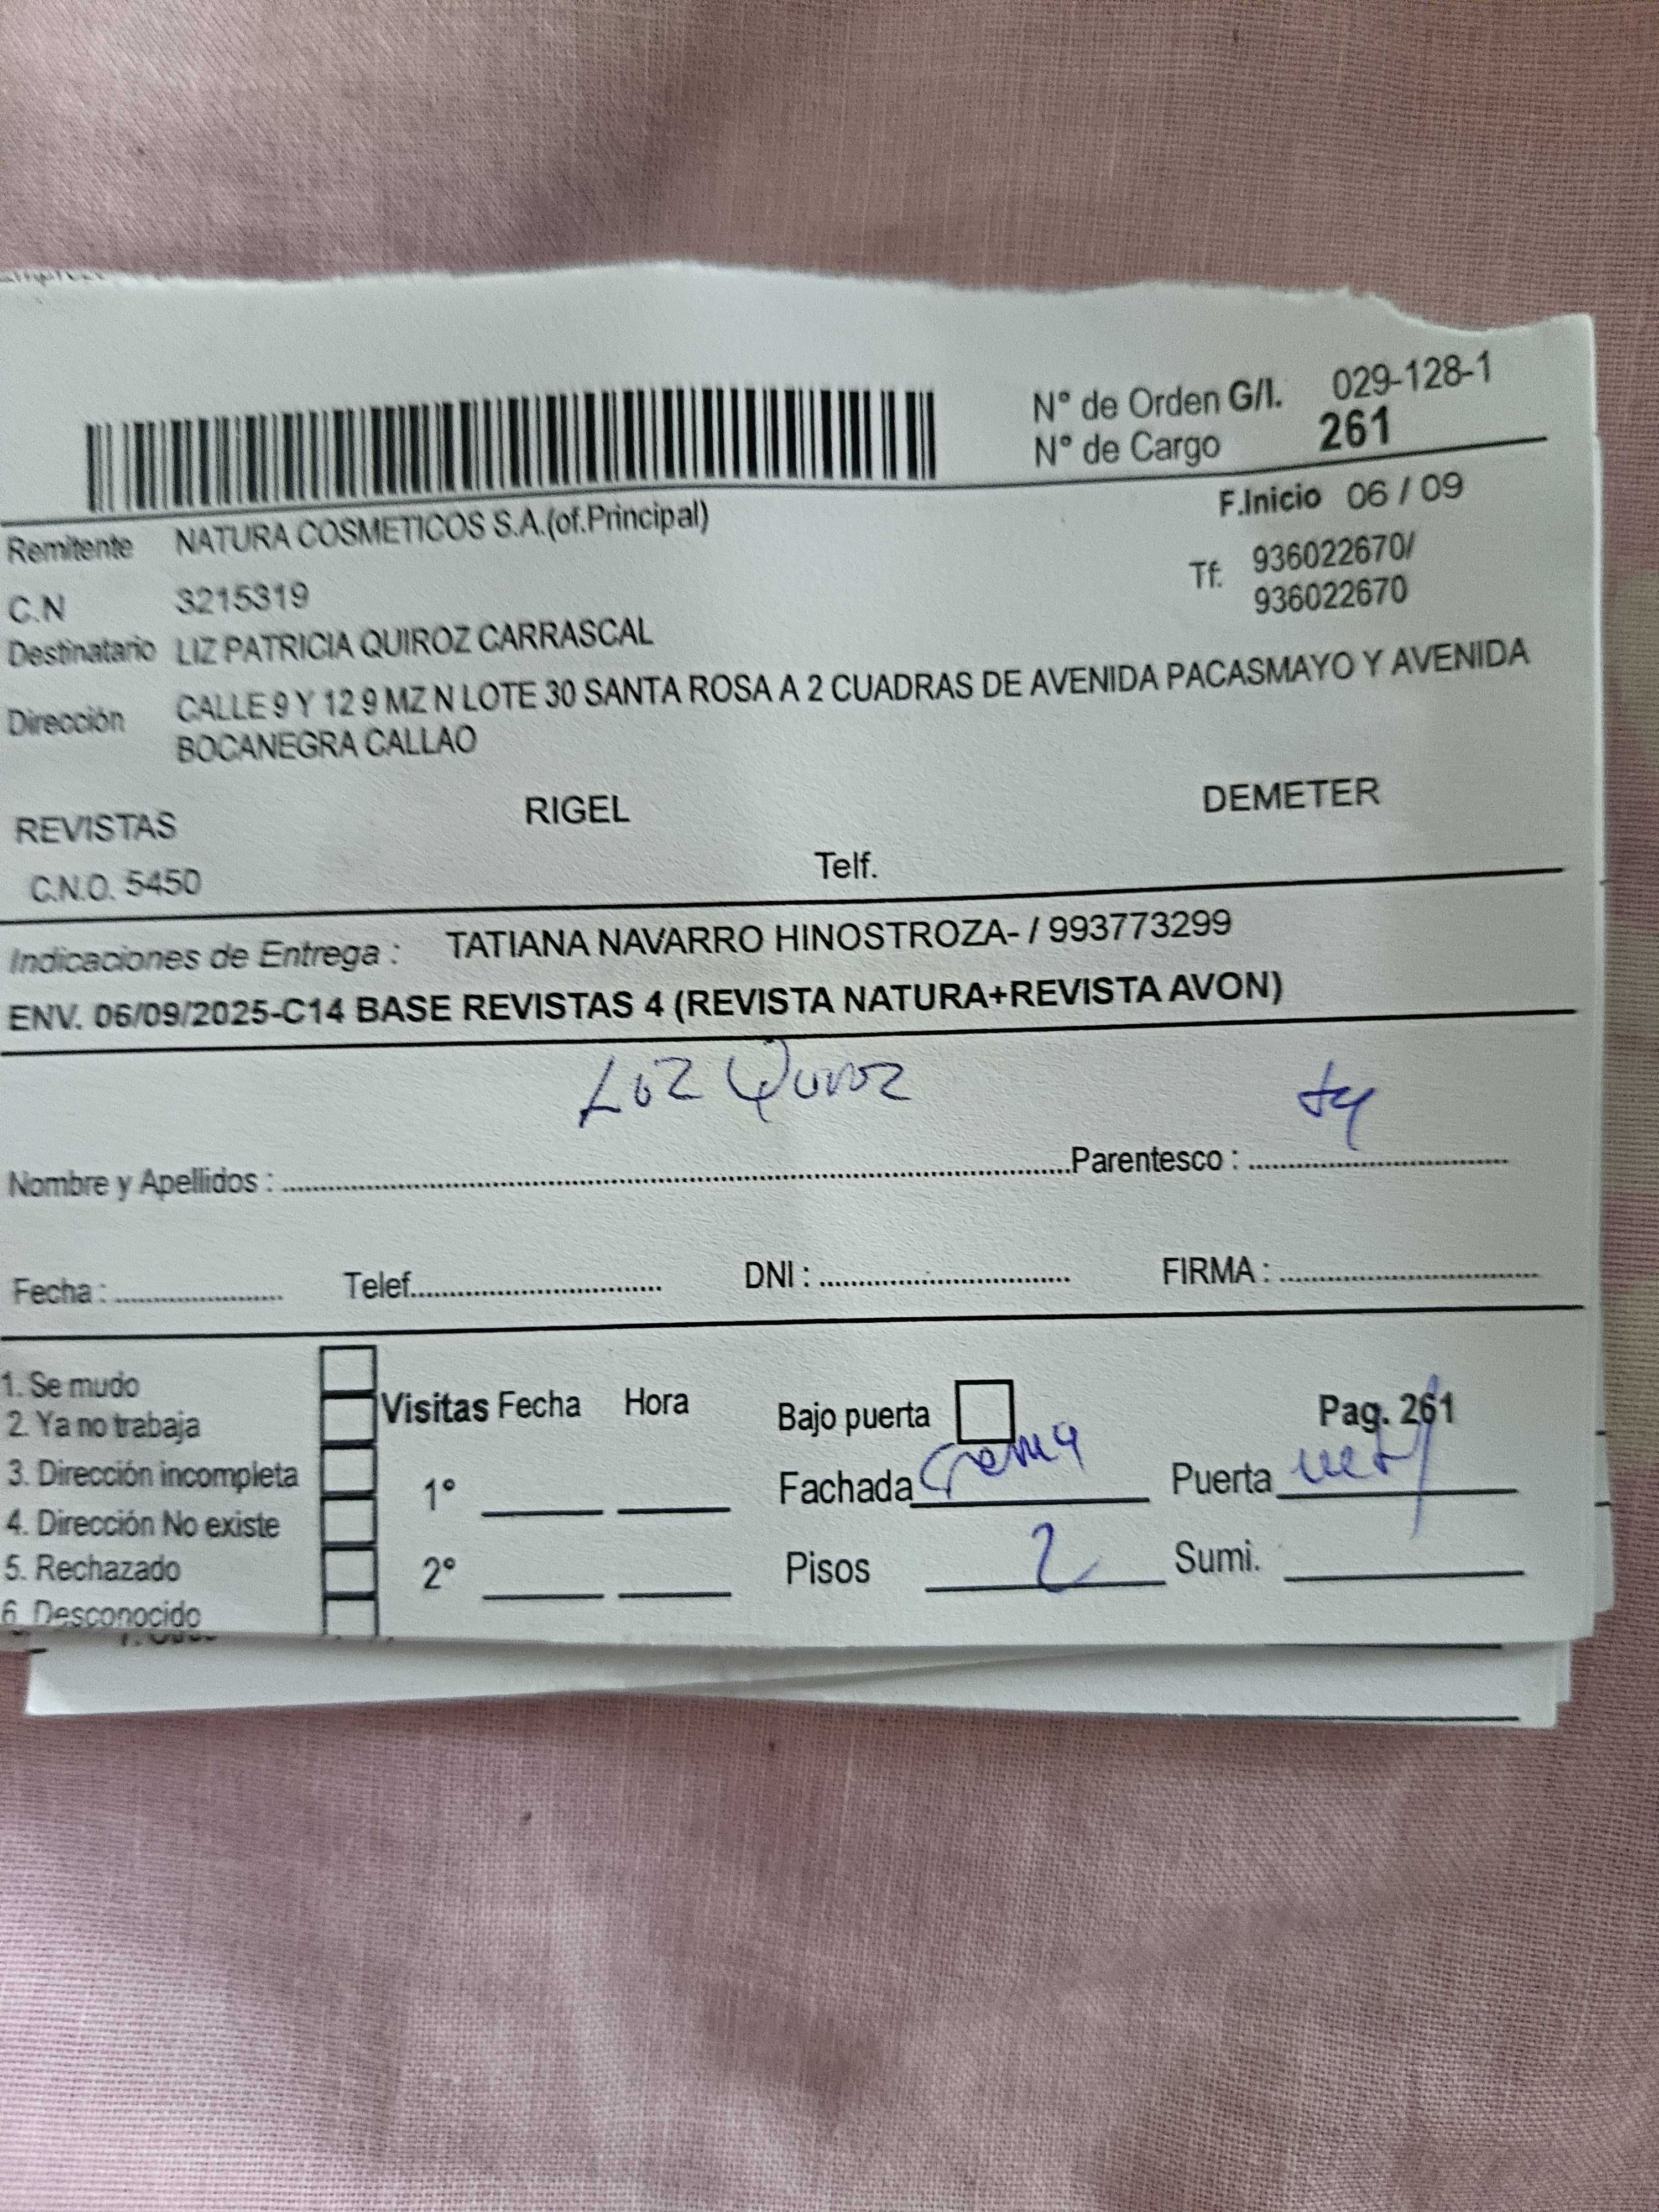 N° de Orden G/I. 029-128-1
N° de Cargo 261
F.Inicio 06 / 09
Remitente NATURA COSMETICOS S.A.(of.Principal)
Tf. 936022670/
936022670
C.N 3215319
Destinatario LIZ PATRICIA QUIROZ CARRASCAL
Dirección CALLE 9 Y 12 9 MZ N LOTE 30 SANTA ROSA A 2 CUADRAS DE AVENIDA PACASMAYO Y AVENIDA
BOCANEGRA CALLAO
REVISTAS RIGEL DEMETER
C.N.O. 5450 Telf.
Indicaciones de Entrega : TATIANA NAVARRO HINOSTROZA- / 993773299
ENV. 06/09/2025-C14 BASE REVISTAS 4 (REVISTA NATURA+REVISTA AVON)
Quiroz
Nombre y Apellidos : Parentesco :
Fecha : Telef. DNI : FIRMA :
1. Se mudo
2. Ya no trabaja
3. Dirección incompleta
4. Dirección No existe
5. Rechazado
6. Desconocido
Visitas Fecha Hora
1°
2°
Bajo puerta Pag. 261
Fachada Crema Puerta
Pisos 2 Sumi.